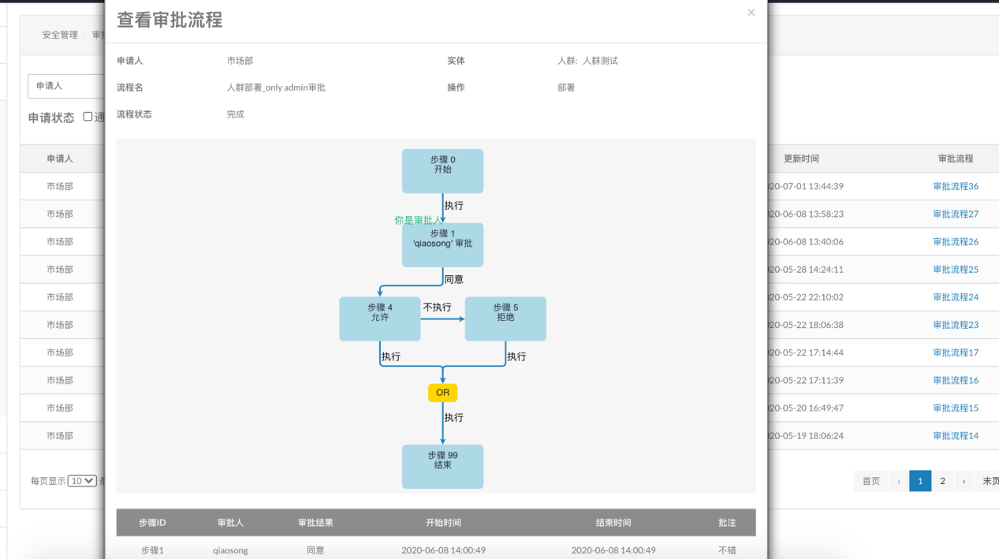 查看审批流程
×
安全管理 / 审
申请人 市场部 实体 人群: 人群测试
流程名 人群部署_only admin审批 操作 部署
流程状态 完成
申请人
申请状态 通
步骤 0
开始
执行
你是审批人
步骤 1
'qiaosong' 审批
同意
步骤 4
允许
不执行
步骤 5
拒绝
执行
执行
OR
执行
步骤 99
结束
步骤ID 审批人 审批结果 开始时间 结束时间 批注
步骤1 qiaosong 同意 2020-06-08 14:00:49 2020-06-08 14:00:49 不错
申请人 更新时间 审批流程
市场部 20-07-01 13:44:39 审批流程36
市场部 20-06-08 13:58:23 审批流程27
市场部 20-06-08 13:40:06 审批流程26
市场部 20-05-28 14:24:11 审批流程25
市场部 20-05-22 22:10:02 审批流程24
市场部 20-05-22 18:06:38 审批流程23
市场部 20-05-22 17:14:44 审批流程17
市场部 20-05-22 17:11:39 审批流程16
市场部 20-05-20 16:49:47 审批流程15
市场部 20-05-19 18:06:24 审批流程14
每页显示 10
首页 ‹ 1 2 › 末页